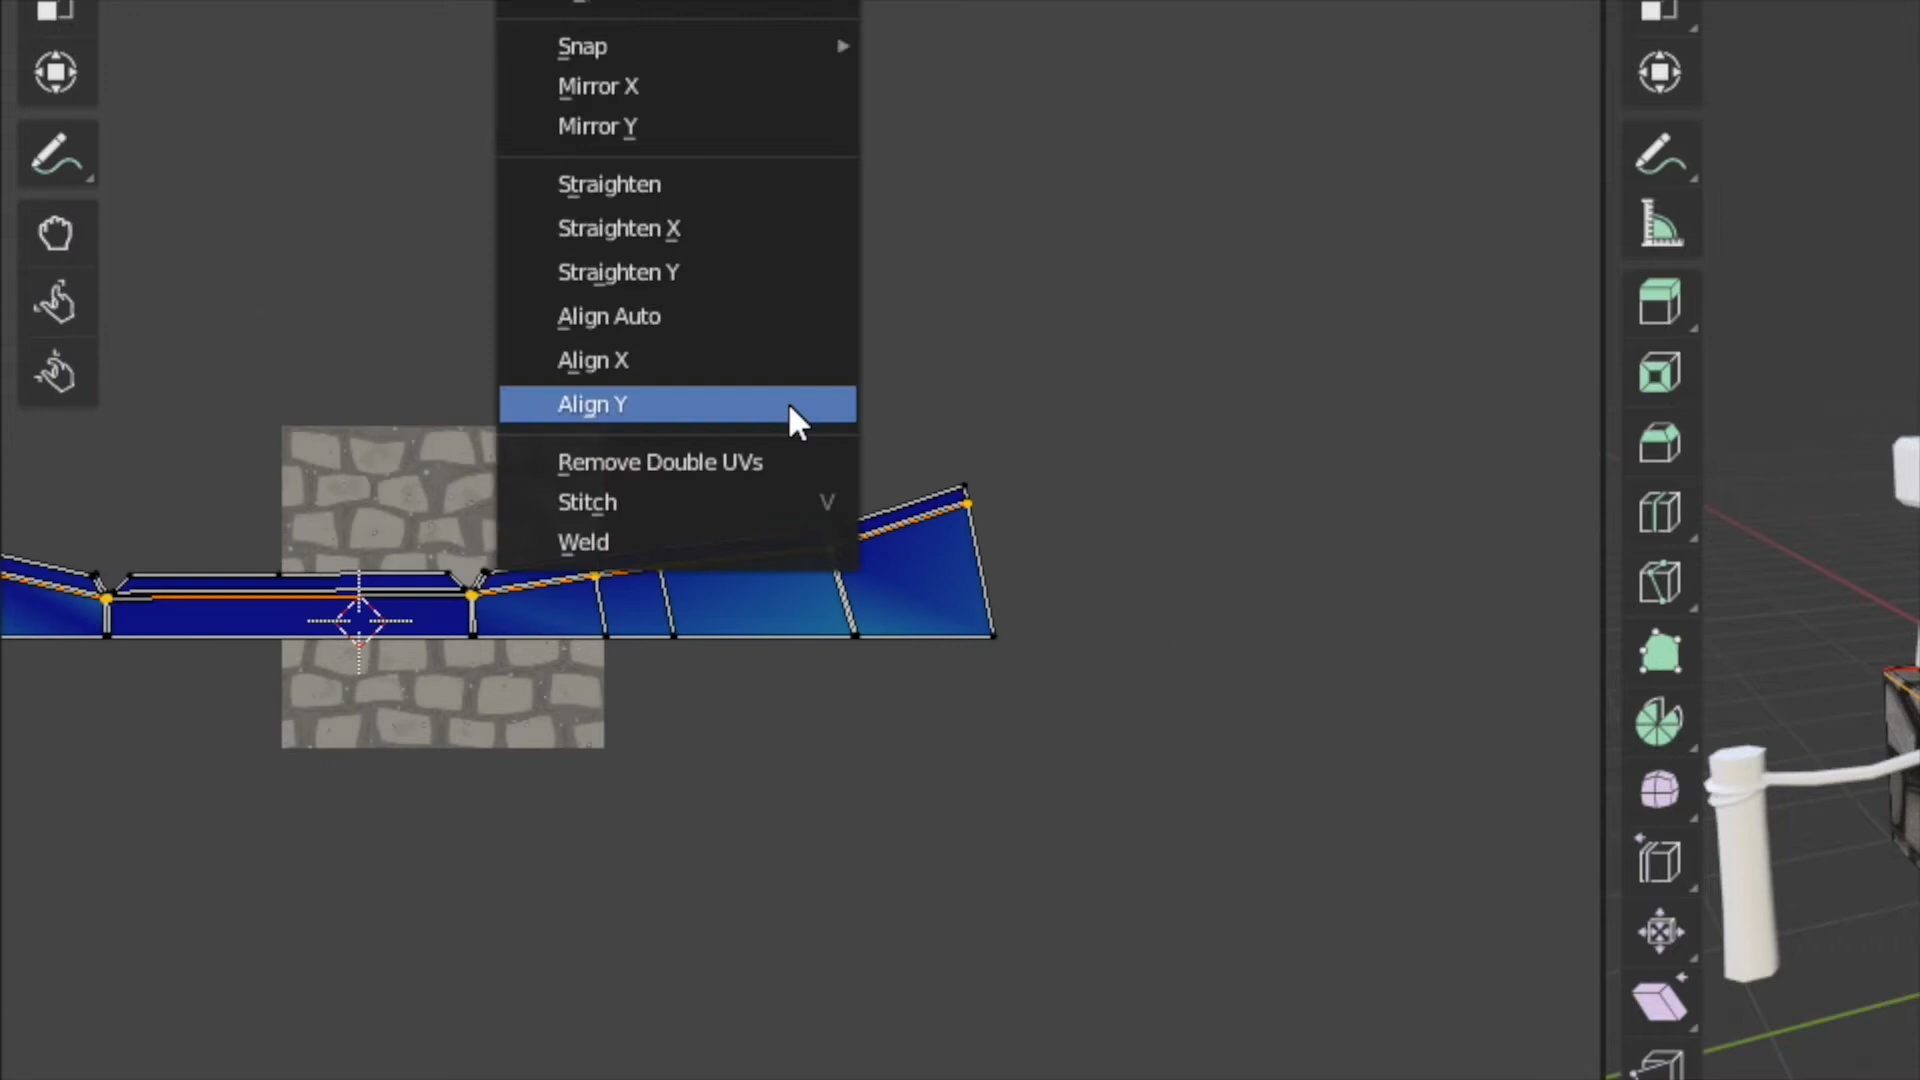 Snap
Mirror X
Mirror Y
Straighten
Straighten X
Straighten Y
Align Auto
Align X
Align Y
Remove Double UVs
Stitch V
Weld